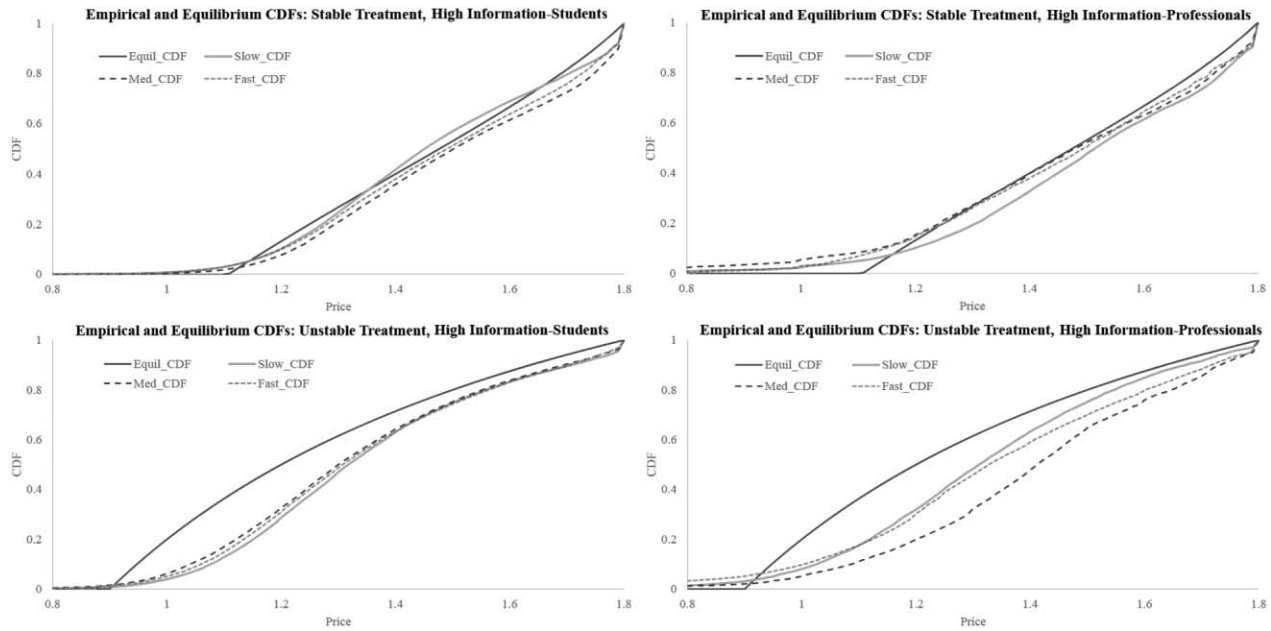 Empirical and Equilibrium CDFs: Stable Treatment, High Information-Students
1
Equil_CDF Slow_CDF
Med_CDF Fast_CDF
0.8
0.6
CDF
0.4
0.2
0
0.8 1 1.2 1.4 1.6 1.8
Price
Empirical and Equilibrium CDFs: Stable Treatment, High Information-Professionals
1
Equil_CDF Slow_CDF
Med_CDF Fast_CDF
0.8
0.6
CDF
0.4
0.2
0
0.8 1 1.2 1.4 1.6 1.8
Price
Empirical and Equilibrium CDFs: Unstable Treatment, High Information-Students
1
Equil_CDF Slow_CDF
Med_CDF Fast_CDF
0.8
0.6
CDF
0.4
0.2
0
0.8 1 1.2 1.4 1.6 1.8
Price
Empirical and Equilibrium CDFs: Unstable Treatment, High Information-Professionals
1
Equil_CDF Slow_CDF
Med_CDF Fast_CDF
0.8
0.6
CDF
0.4
0.2
0
0.8 1 1.2 1.4 1.6 1.8
Price